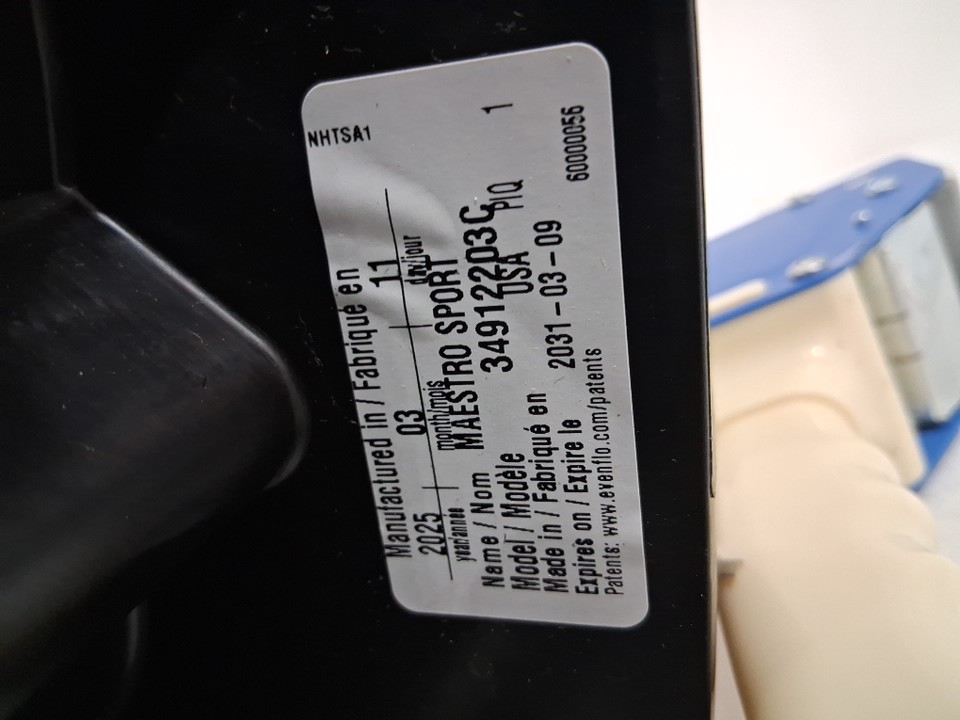 NHTSA1
Manufactured in / Fabriqué en
2025 03 11
year/année month/mois day/jour
Name / Nom MAESTRO SPORT
Model / Modèle 34912203C PIQ 1
Made in / Fabriqué en USA
Expires on / Expire le 2031-03-09
Patents: www.evenflo.com/patents
60000056